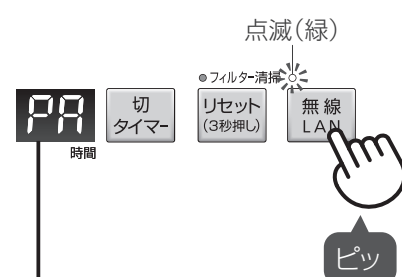 点滅(緑)
フィルター清掃
PA
切
タイマー
リセット
(3秒押し)
無線
LAN
時間
ピッ